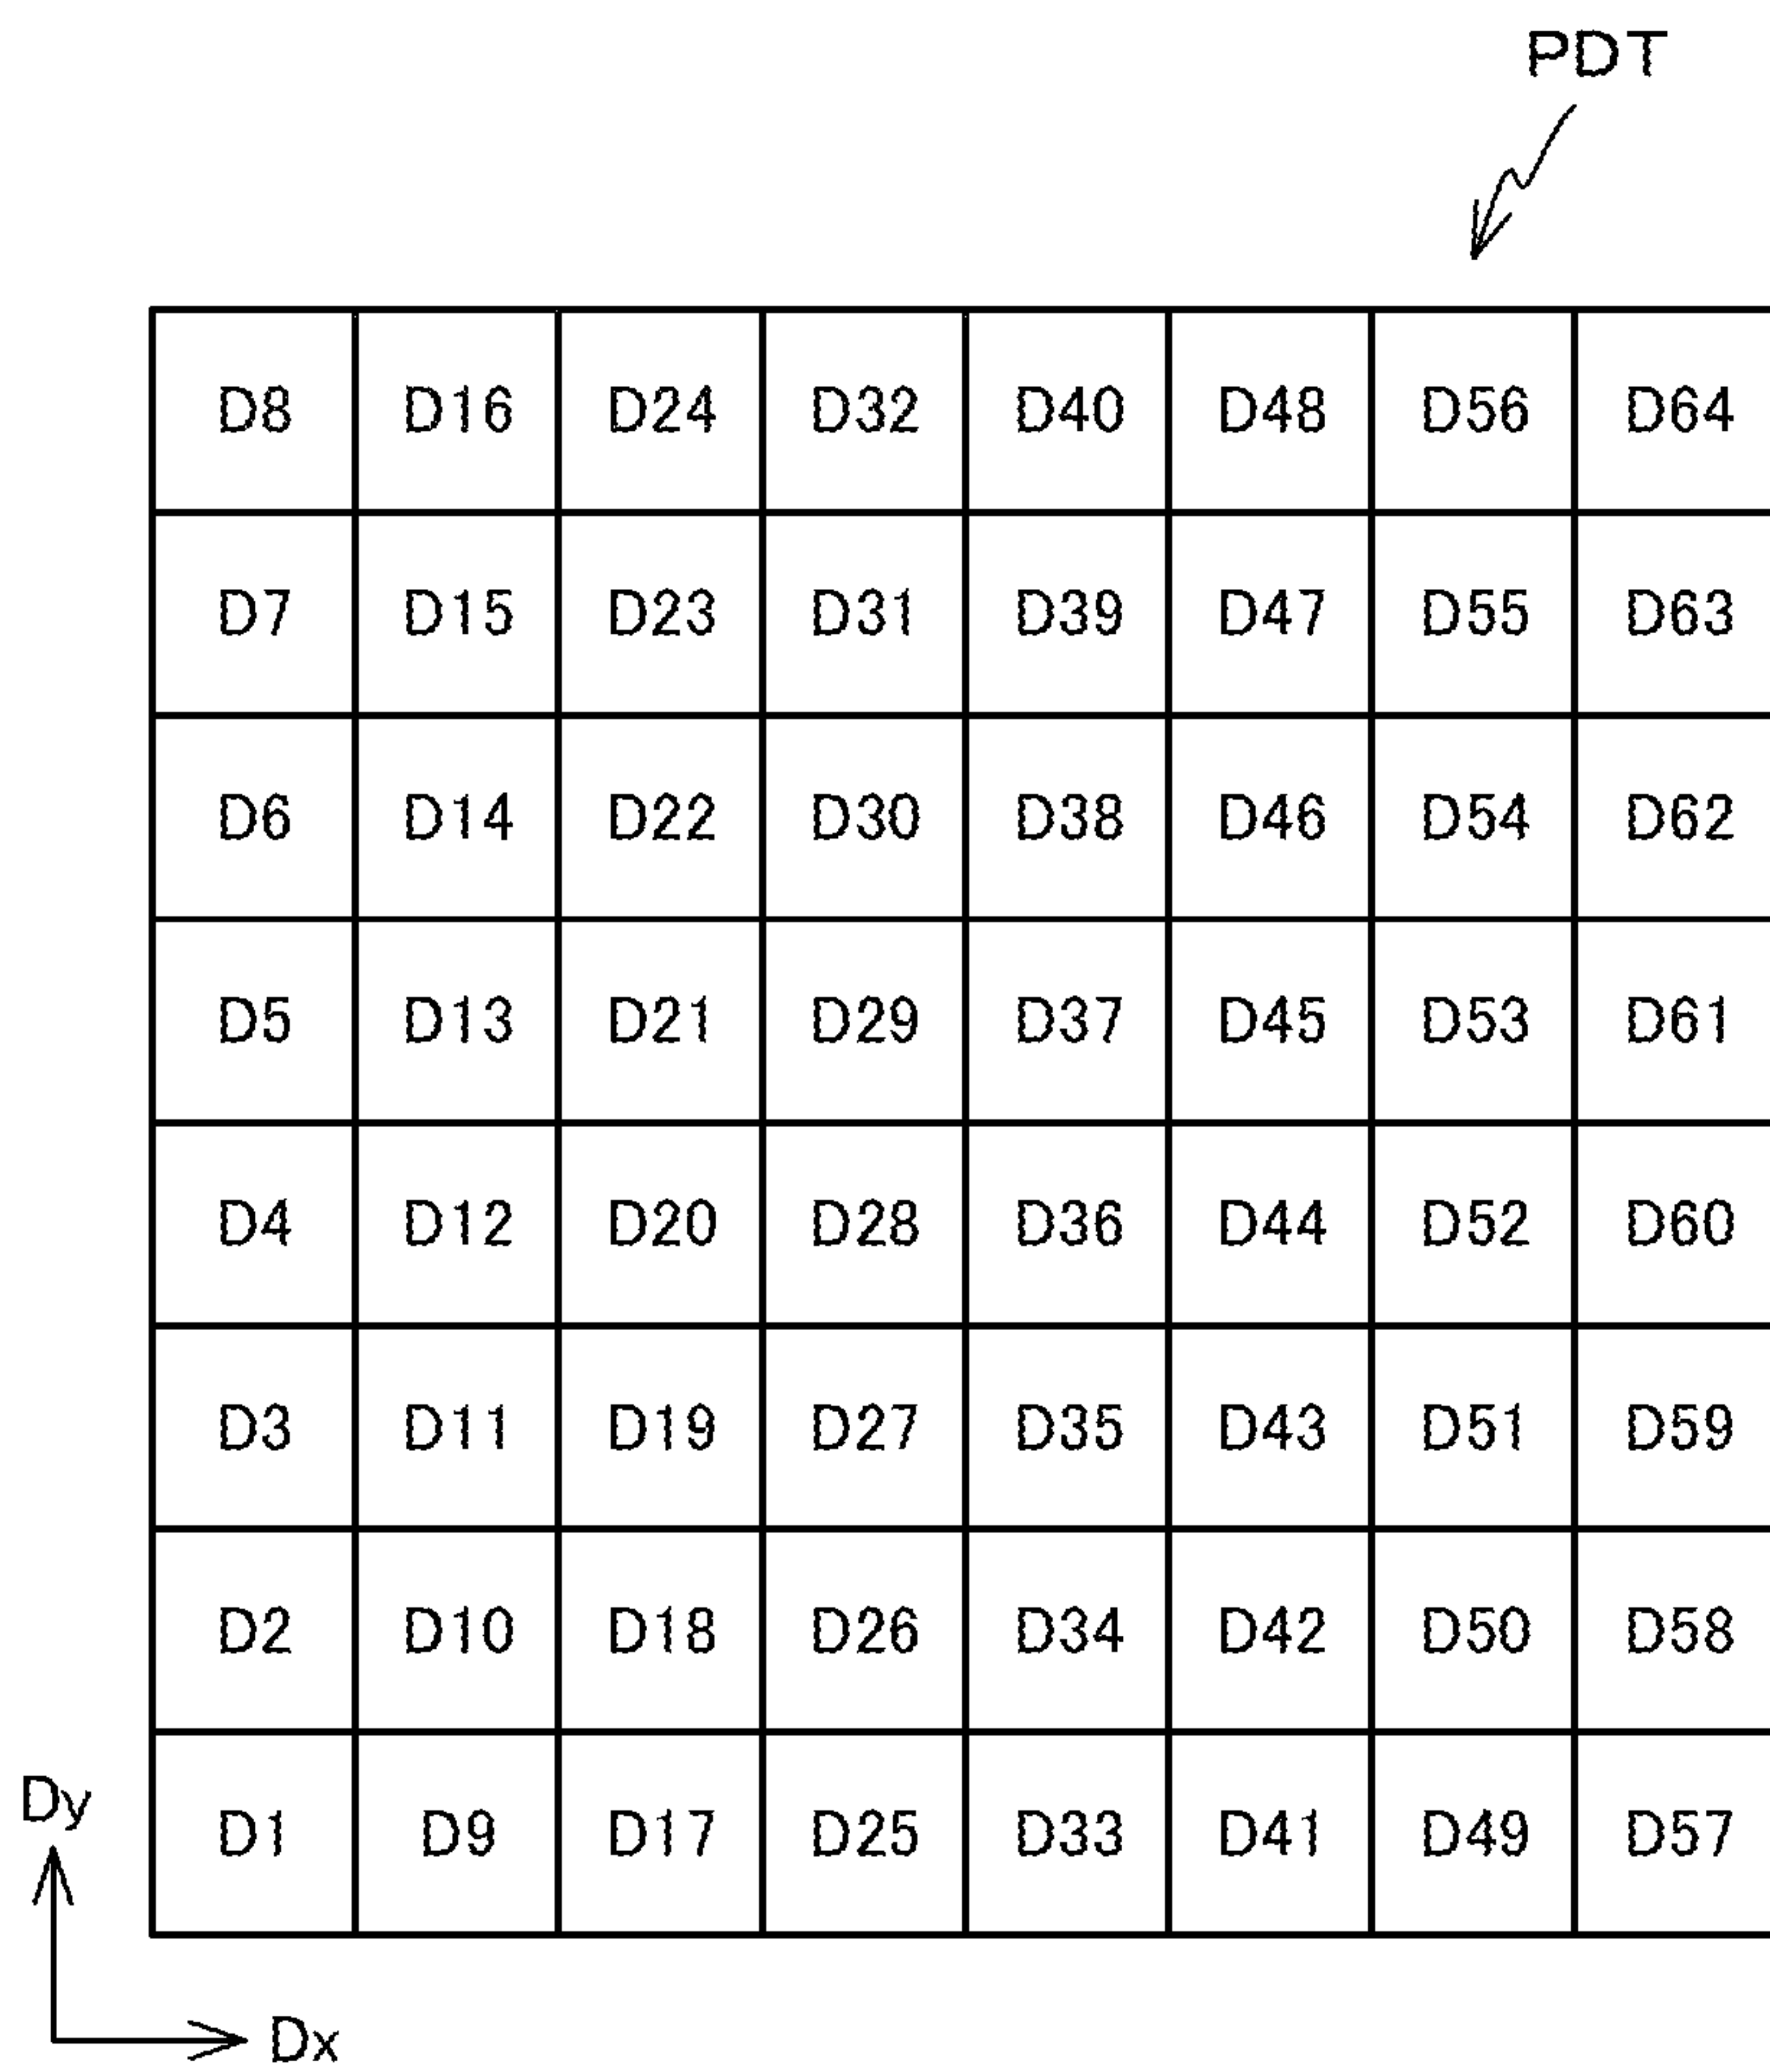 PDT
D8 D16 D24 D32 D40 D48 D56 D64
D7 D15 D23 D31 D39 D47 D55 D63
D6 D14 D22 D30 D38 D46 D54 D62
D5 D13 D21 D29 D37 D45 D53 D61
D4 D12 D20 D28 D36 D44 D52 D60
D3 D11 D19 D27 D35 D43 D51 D59
D2 D10 D18 D26 D34 D42 D50 D58
Dy
D1 D9 D17 D25 D33 D41 D49 D57
Dx